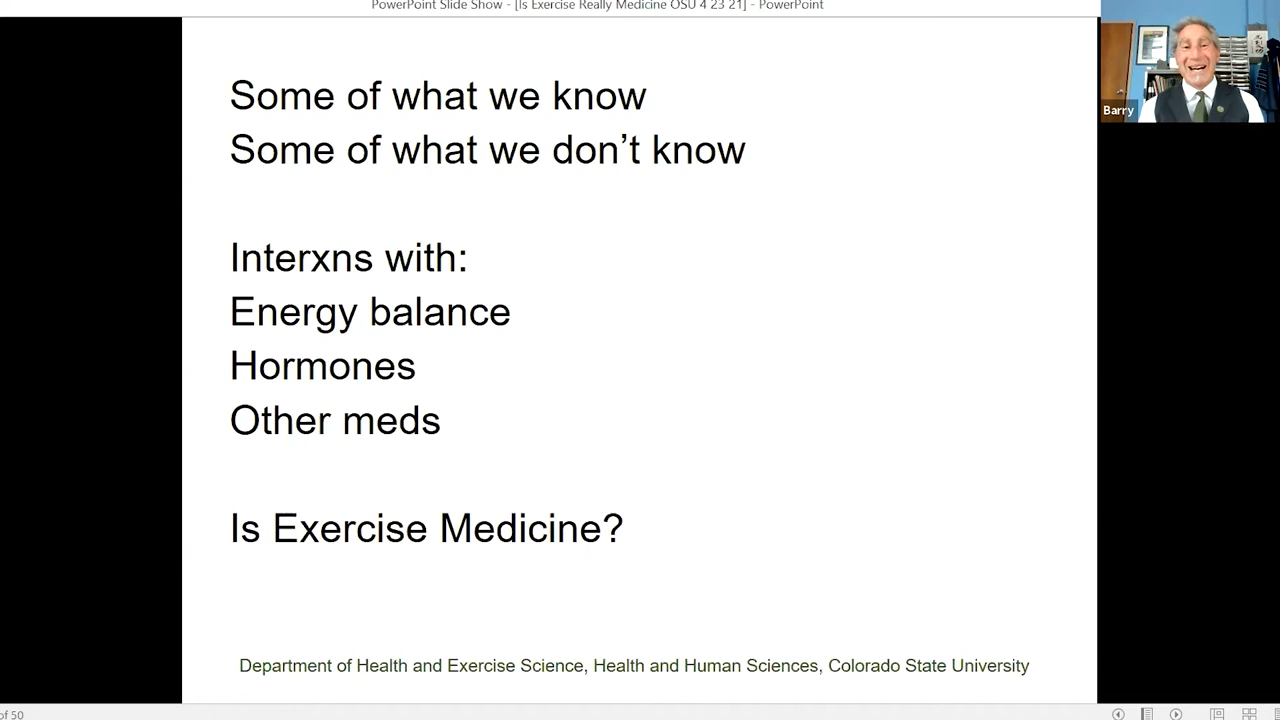 PowerPoint Slide Show - [Is Exercise Really Medicine OSU 4 23 21] - PowerPoint
Barry
Some of what we know
Some of what we don't know
Interxns with:
Energy balance
Hormones
Other meds
Is Exercise Medicine?
Department of Health and Exercise Science, Health and Human Sciences, Colorado State University
of 50